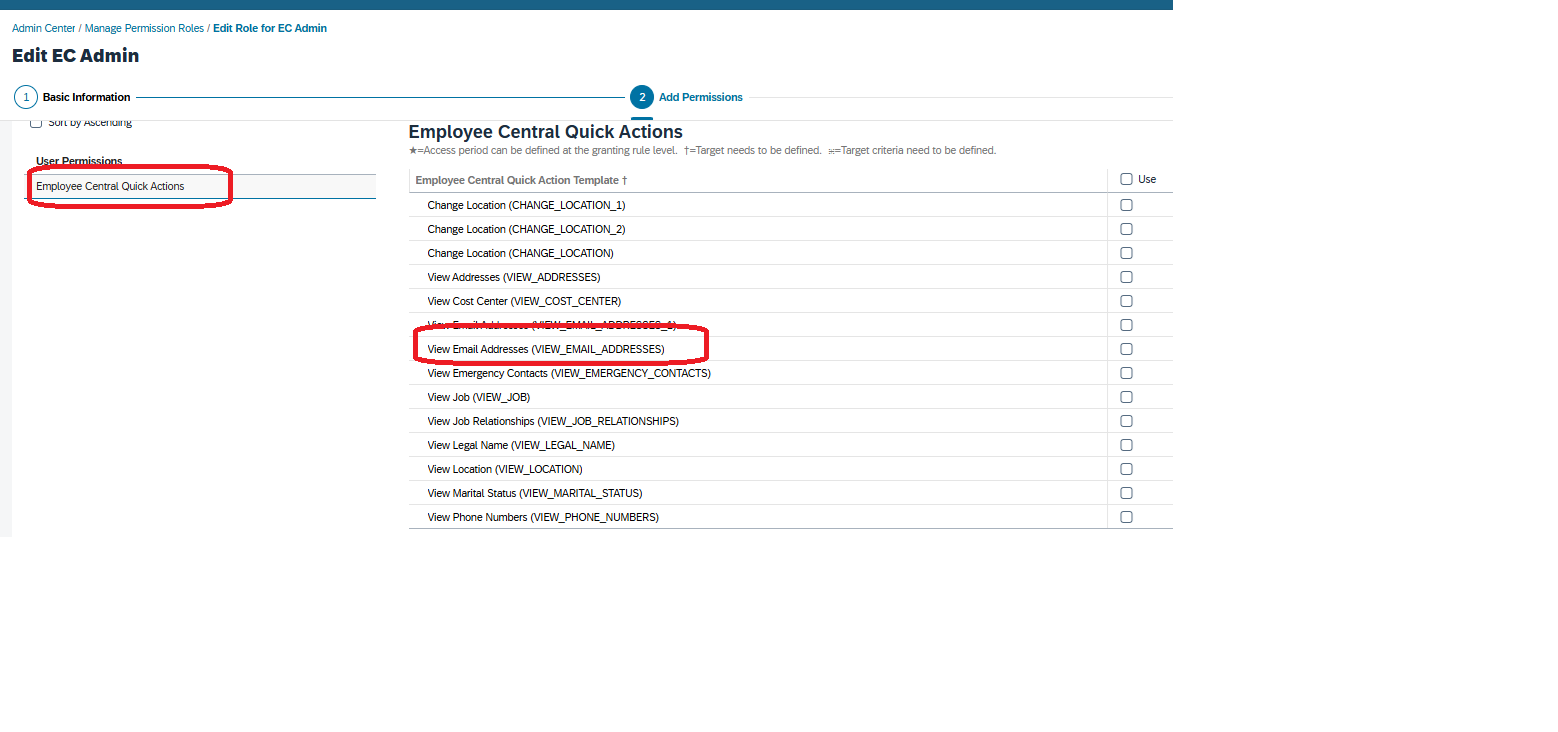 Admin Center / Manage Permission Roles / Edit Role for EC Admin
Edit EC Admin
1 Basic Information
2 Add Permissions
Sort by Ascending
User Permissions
Employee Central Quick Actions
Employee Central Quick Actions
★=Access period can be defined at the granting rule level. †=Target needs to be defined. ⩮=Target criteria need to be defined.
Employee Central Quick Action Template † Use
Change Location (CHANGE_LOCATION_1)
Change Location (CHANGE_LOCATION_2)
Change Location (CHANGE_LOCATION)
View Addresses (VIEW_ADDRESSES)
View Cost Center (VIEW_COST_CENTER)
View Email Addresses (VIEW_EMAIL_ADDRESSES_1)
View Email Addresses (VIEW_EMAIL_ADDRESSES)
View Emergency Contacts (VIEW_EMERGENCY_CONTACTS)
View Job (VIEW_JOB)
View Job Relationships (VIEW_JOB_RELATIONSHIPS)
View Legal Name (VIEW_LEGAL_NAME)
View Location (VIEW_LOCATION)
View Marital Status (VIEW_MARITAL_STATUS)
View Phone Numbers (VIEW_PHONE_NUMBERS)